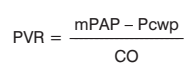 PVR = mPAP – Pcwp
CO